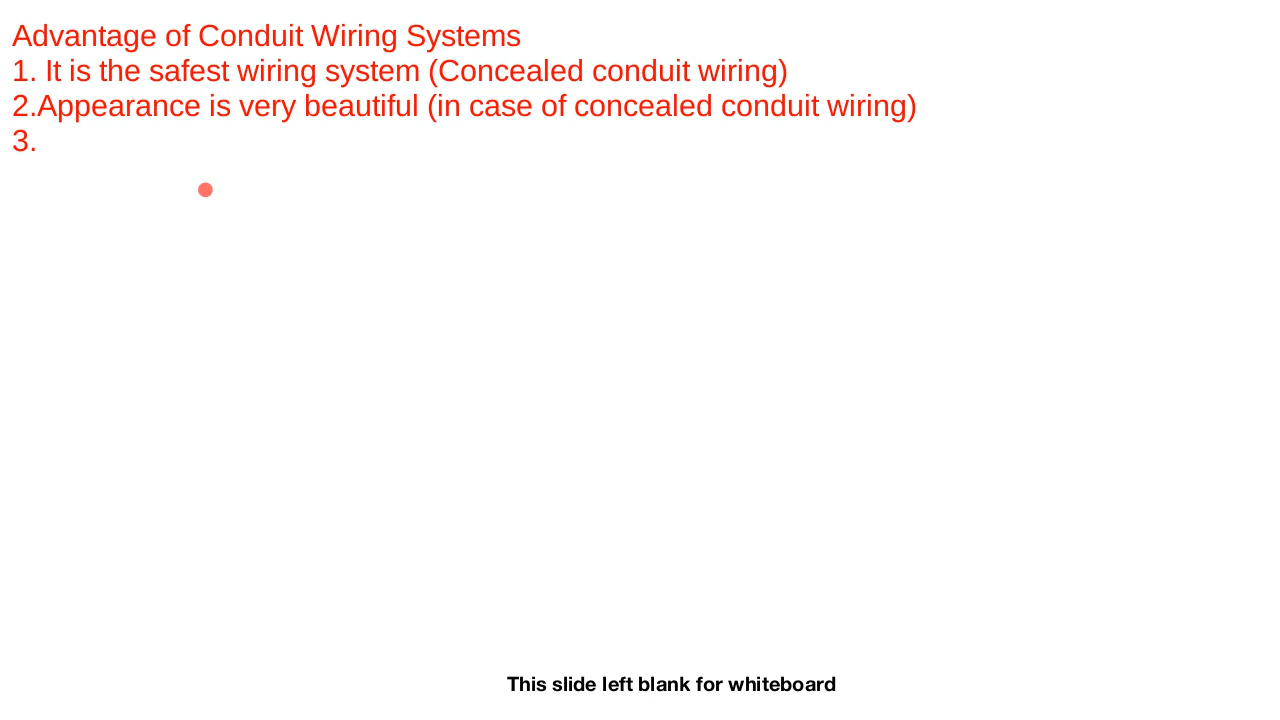 Advantage of Conduit Wiring Systems
1. It is the safest wiring system (Concealed conduit wiring)
2.Appearance is very beautiful (in case of concealed conduit wiring)
3.
This slide left blank for whiteboard